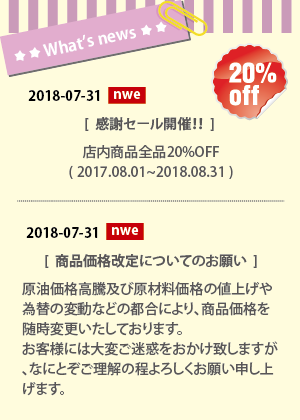 ★★ What's news ★★
20%
off
2018-07-31 nwe
[ 感謝セール開催!! ]
店内商品全品20%OFF
( 2017.08.01~2018.08.31 )
2018-07-31 nwe
[ 商品価格改定についてのお願い ]
原油価格高騰及び原材料価格の値上げや
為替の変動などの都合により、商品価格を
随時変更いたしております。
お客様には大変ご迷惑をおかけ致しますが
、なにとぞご理解の程よろしくお願い申し上
げます。